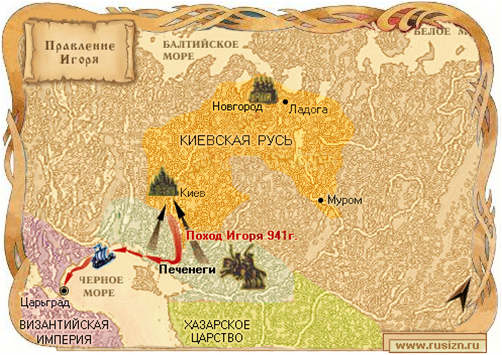 Правление
Игоря
БАЛТИЙСКОЕ
МОРЕ
БЕЛОЕ
Новгород
Ладога
КИЕВСКАЯ РУСЬ
Киев
Муром
Поход Игоря 941г
Печенеги
ЧЕРНОЕ
МОРЕ
Царьград
ВИЗАНТИЙСКАЯ
ИМПЕРИЯ
ХАЗАРСКОЕ
ЦАРСТВО
www.rusizn.ru